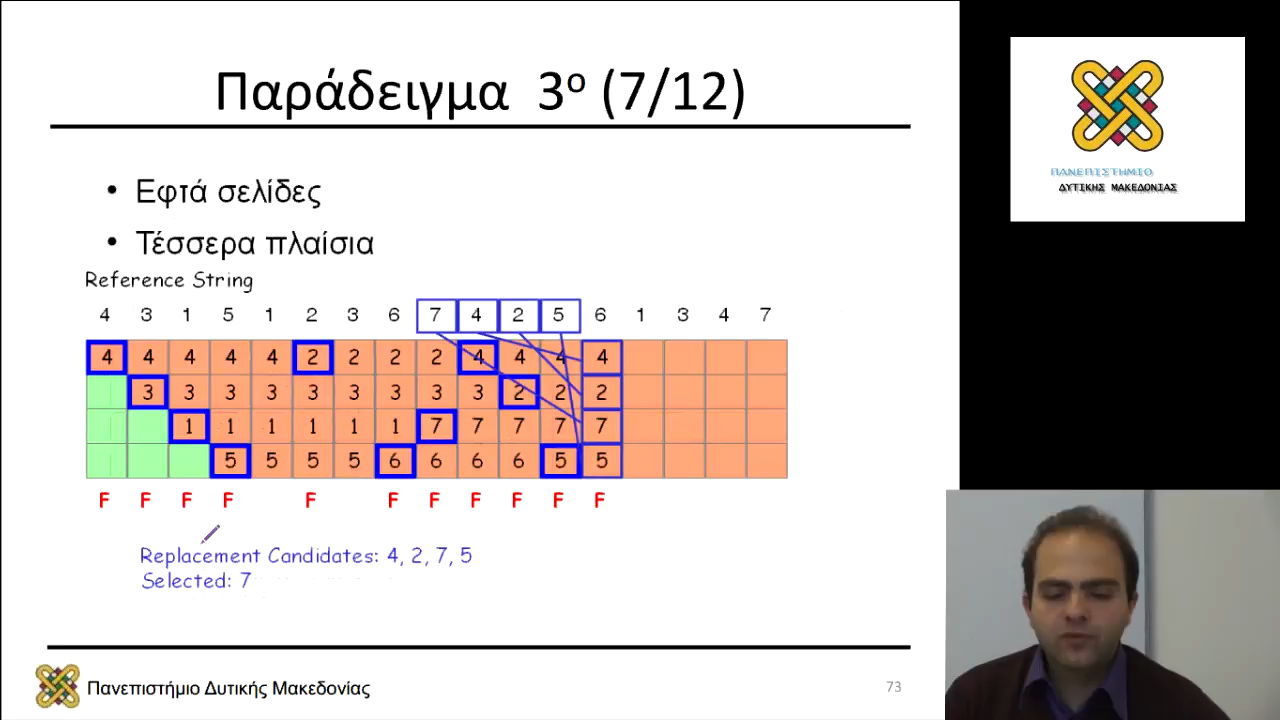 Παράδειγμα 3ο (7/12)
ΠΑΝΕΠΙΣΤΗΜΙΟ
ΔΥΤΙΚΗΣ ΜΑΚΕΔΟΝΙΑΣ
• Εφτά σελίδες
• Τέσσερα πλαίσια
Reference String
4 3 1 5 1 2 3 6 7 4 2 5 6 1 3 4 7
4 4 4 4 4 2 2 2 2 4 4 4 4
3 3 3 3 3 3 3 3 3 2 2 2
1 1 1 1 1 1 7 7 7 7 7
5 5 5 5 6 6 6 6 5 5
F F F F F F F F F F F
Replacement Candidates: 4, 2, 7, 5
Selected: 7
Πανεπιστήμιο Δυτικής Μακεδονίας
73